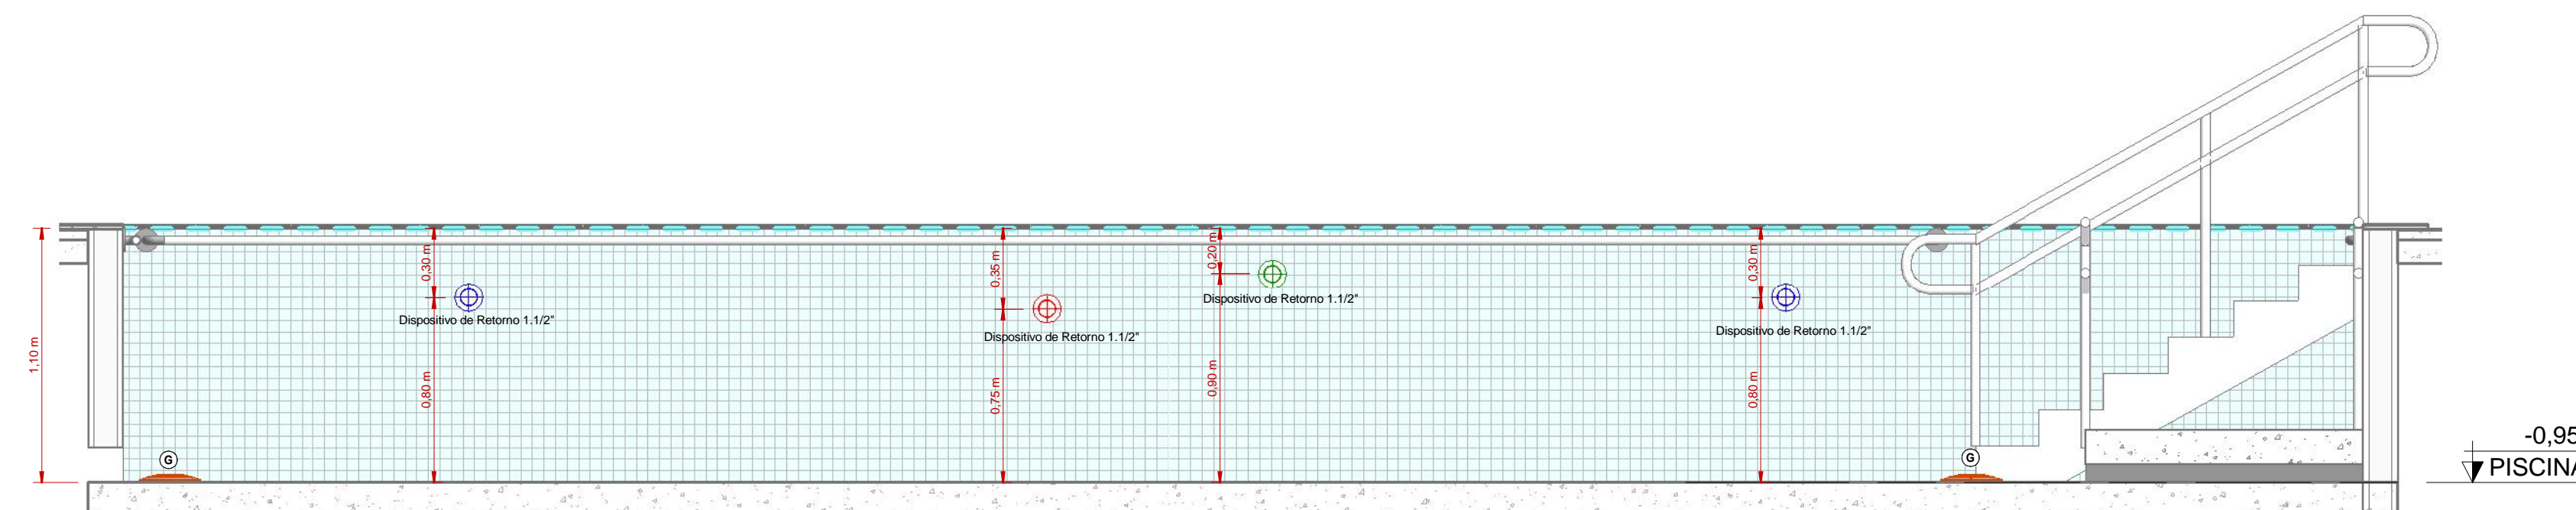 1,10 m
0,30 m
0,80 m
Dispositivo de Retorno 1.1/2"
0,35 m
0,75 m
Dispositivo de Retorno 1.1/2"
0,20 m
0,90 m
Dispositivo de Retorno 1.1/2"
0,30 m
0,80 m
Dispositivo de Retorno 1.1/2"
G
G
-0,95
PISCINA